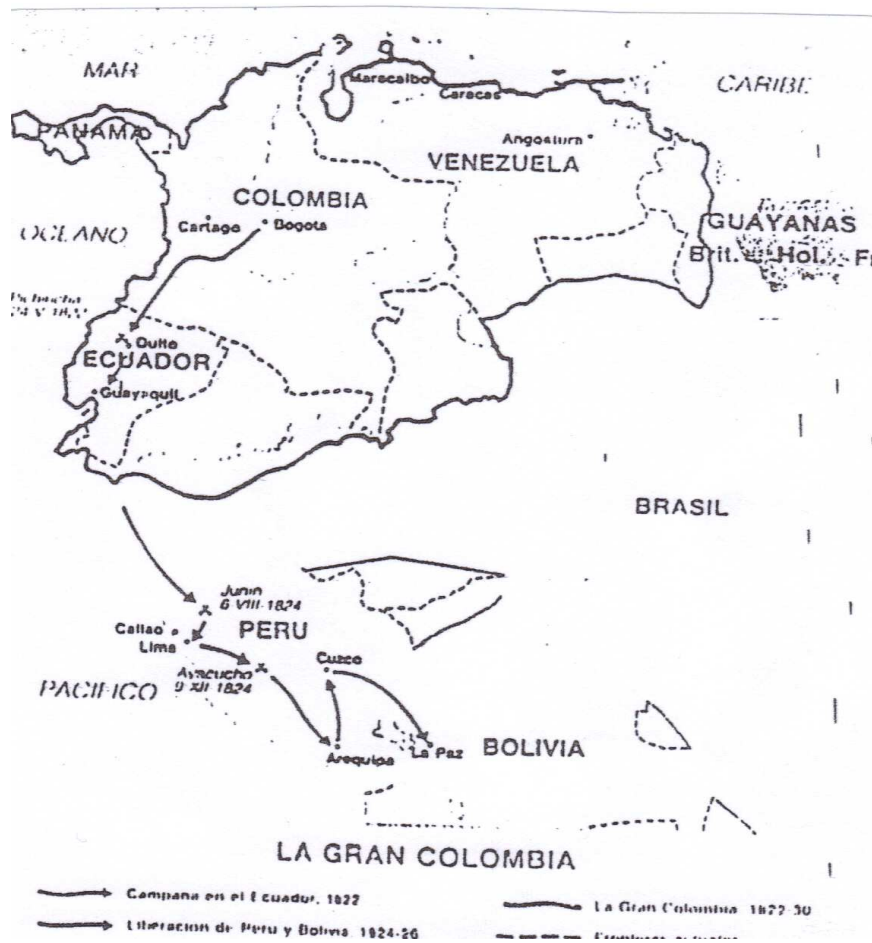 MAR
CARIBE
Maracaibo
Caracas
PANAMA
Angostura
VENEZUELA
COLOMBIA
Cartago
Bogota
GUAYANAS
OCEANO
Brit.
Hol.
Pichincha
Quito
ECUADOR
Guayaquil
BRASIL
Junin
6-VIII-1824
Callao
PERU
Lima
Ayacucho
9-XII-1824
Cuzco
PACIFICO
BOLIVIA
Arequipa
La Paz
LA GRAN COLOMBIA
Campana en el Ecuador, 1822
La Gran Colombia 1822-30
Liberación de Peru y Bolivia, 1824-26